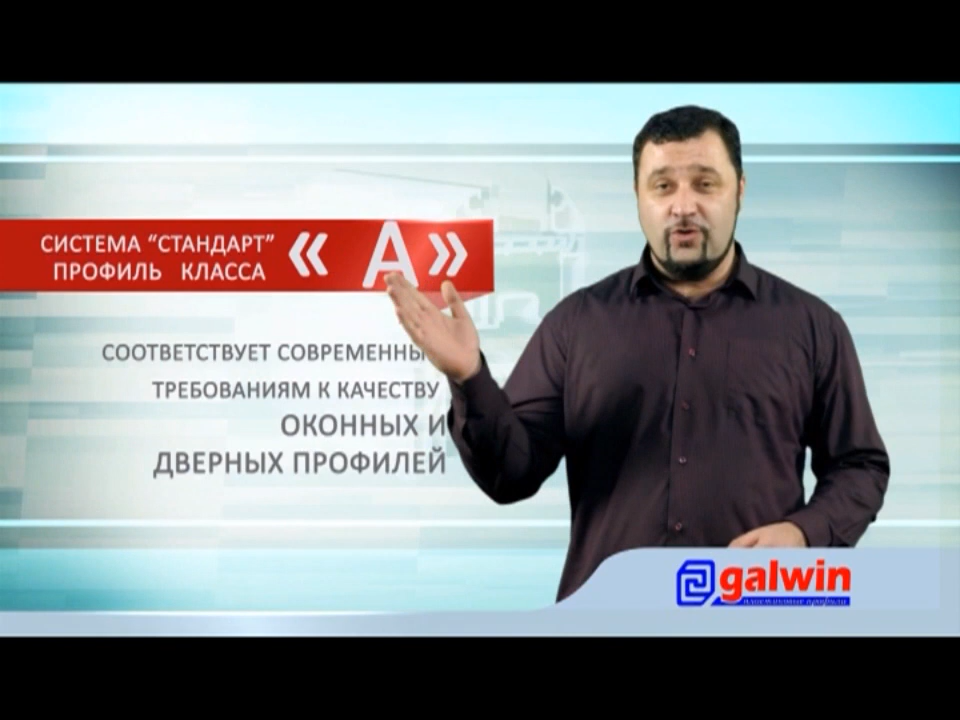 СИСТЕМА “СТАНДАРТ”
ПРОФИЛЬ КЛАССА
« А »
СООТВЕТСТВУЕТ СОВРЕМЕННЫ
ТРЕБОВАНИЯМ К КАЧЕСТВУ
ОКОННЫХ И
ДВЕРНЫХ ПРОФИЛЕЙ
galwin